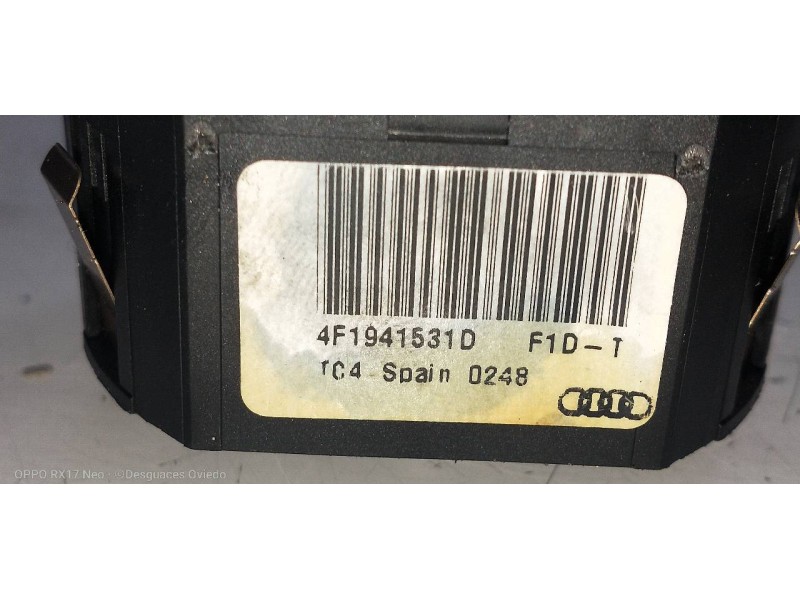 4F1941531D F1D-T
TC4 Spain 0248
OPPO RX17 Neo - ©Desguaces Oviedo